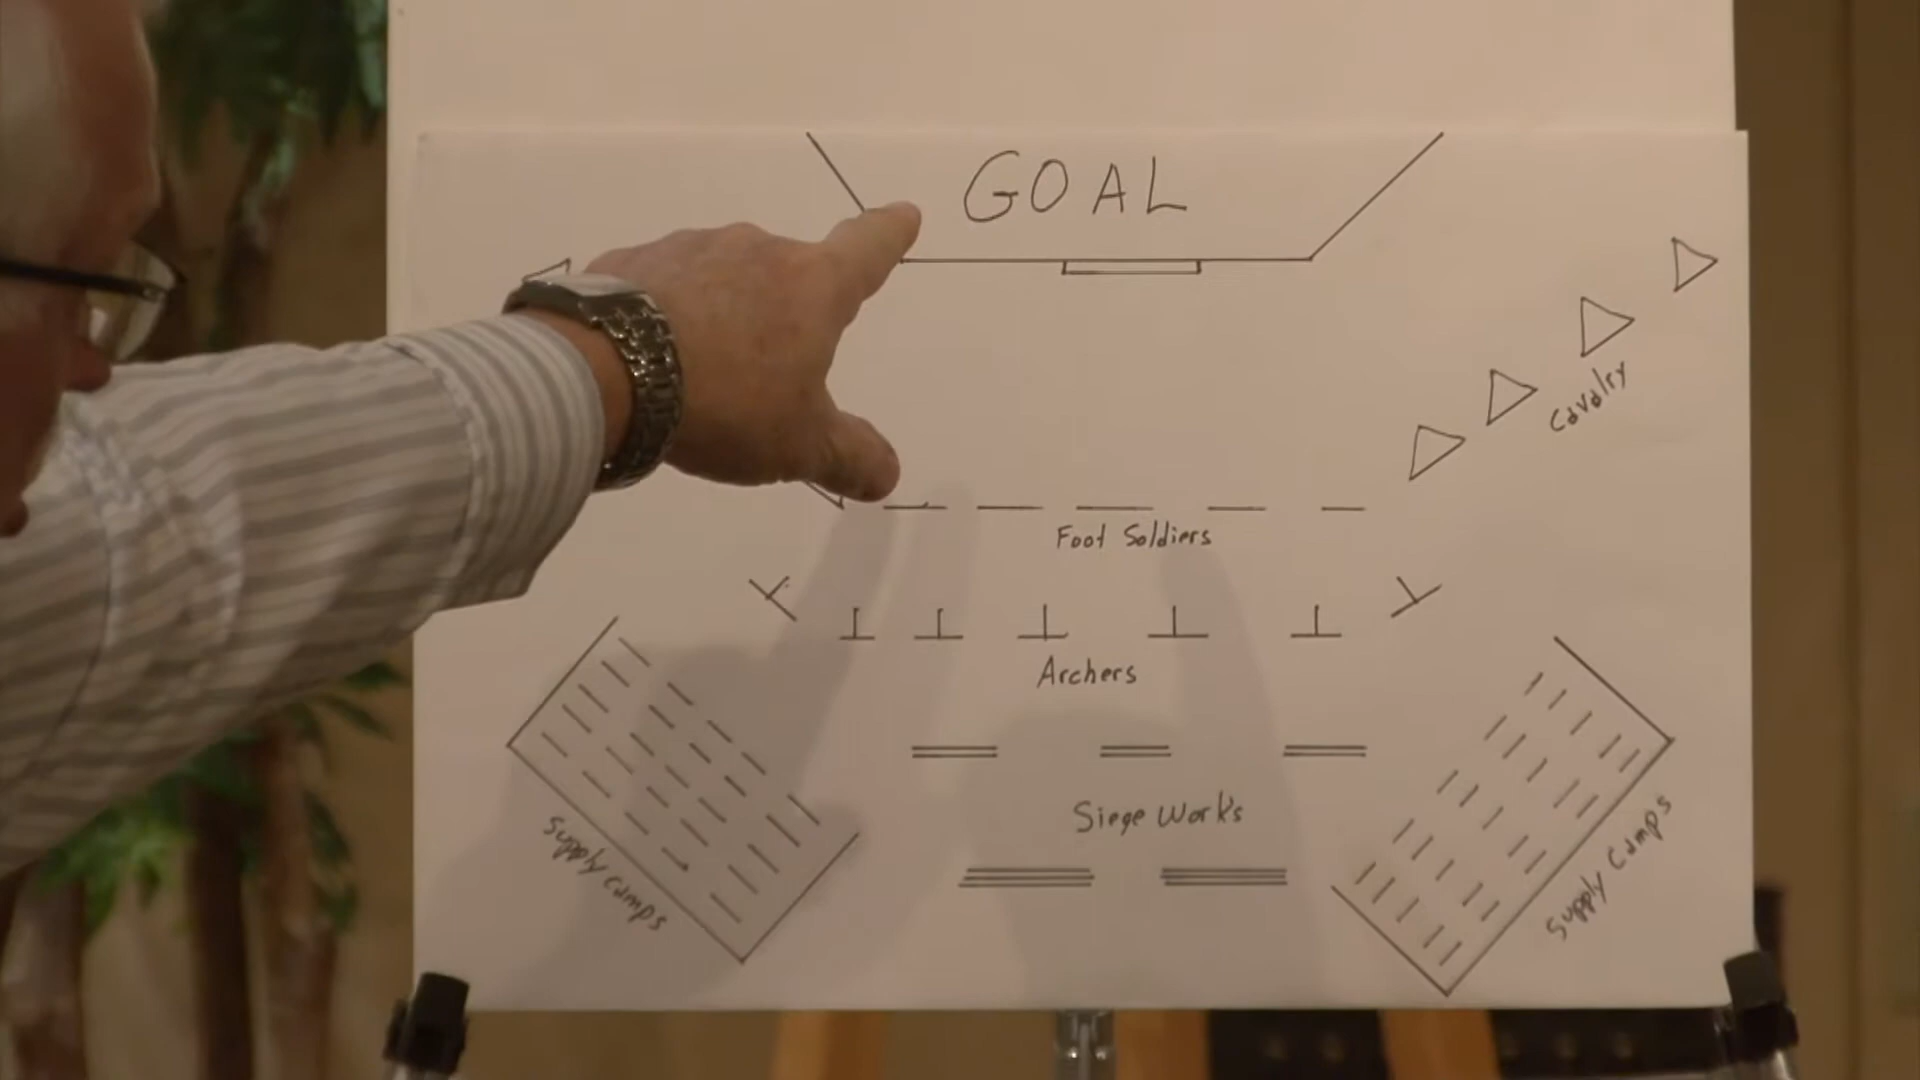 GOAL
Cavalry
Foot Soldiers
Archers
Siege Works
Supply Camps
Supply Camps